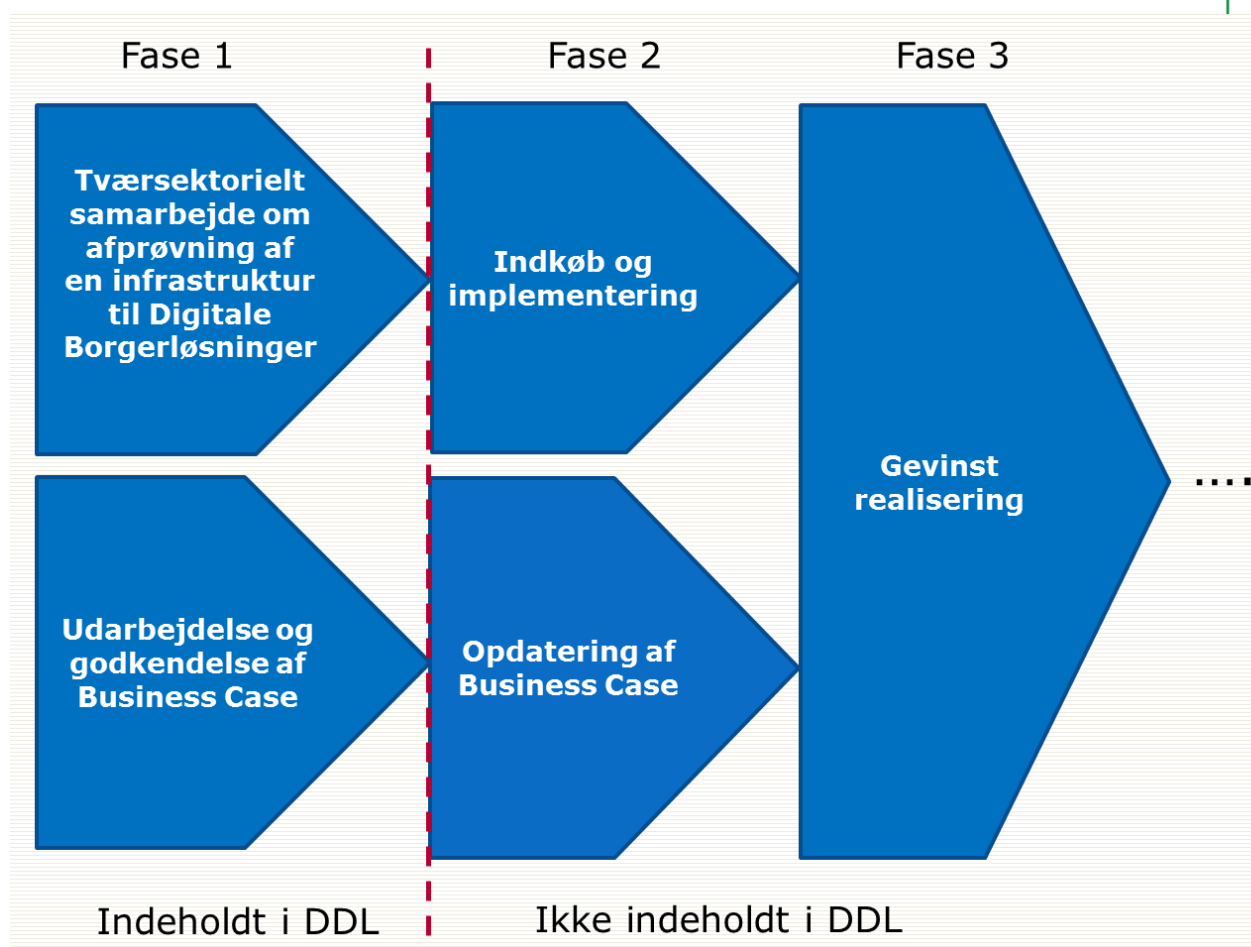 Fase 1
Fase 2
Fase 3
Tværsektorielt
samarbejde om
afprøvning af
en infrastruktur
til Digitale
Borgerløsninger
Indkøb og
implementering
Gevinst
realisering
....
Udarbejdelse og
godkendelse af
Business Case
Opdatering af
Business Case
Indeholdt i DDL
Ikke indeholdt i DDL